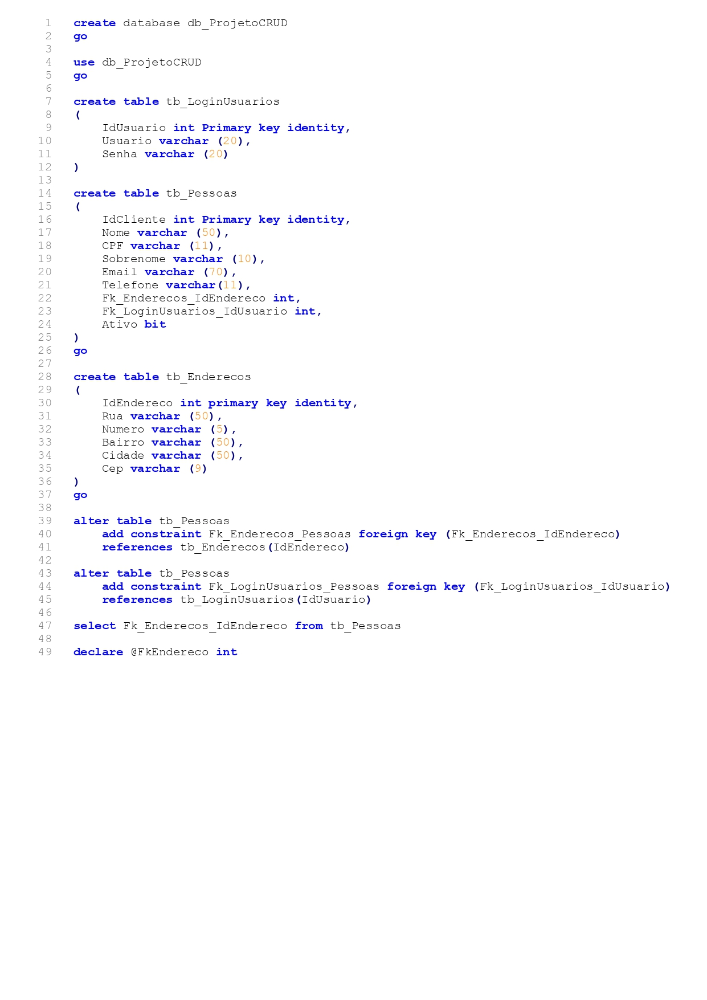 1 create database db_ProjetoCRUD
2 go
3
4 use db_ProjetoCRUD
5 go
6
7 create table tb_LoginUsuarios
8 (
9     IdUsuario int Primary key identity,
10     Usuario varchar (20),
11     Senha varchar (20)
12 )
13
14 create table tb_Pessoas
15 (
16     IdCliente int Primary key identity,
17     Nome varchar (50),
18     CPF varchar (11),
19     Sobrenome varchar (10),
20     Email varchar (70),
21     Telefone varchar(11),
22     Fk_Enderecos_IdEndereco int,
23     Fk_LoginUsuarios_IdUsuario int,
24     Ativo bit
25 )
26 go
27
28 create table tb_Enderecos
29 (
30     IdEndereco int primary key identity,
31     Rua varchar (50),
32     Numero varchar (5),
33     Bairro varchar (50),
34     Cidade varchar (50),
35     Cep varchar (9)
36 )
37 go
38
39 alter table tb_Pessoas
40     add constraint Fk_Enderecos_Pessoas foreign key (Fk_Enderecos_IdEndereco)
41     references tb_Enderecos(IdEndereco)
42
43 alter table tb_Pessoas
44     add constraint Fk_LoginUsuarios_Pessoas foreign key (Fk_LoginUsuarios_IdUsuario)
45     references tb_LoginUsuarios(IdUsuario)
46
47 select Fk_Enderecos_IdEndereco from tb_Pessoas
48
49 declare @FkEndereco int